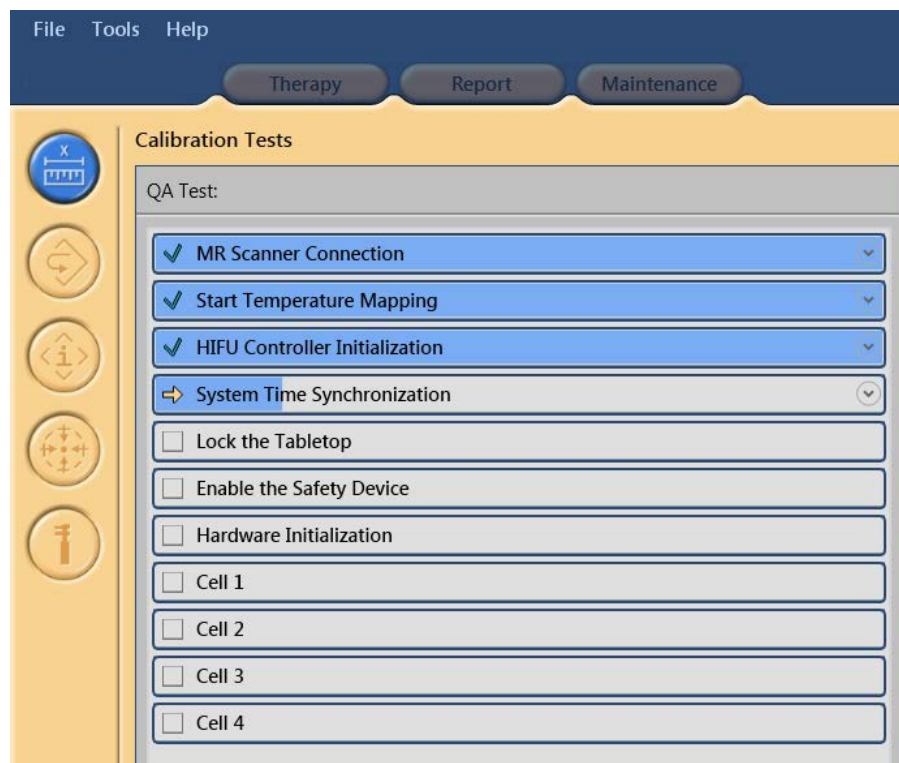 File Tools Help
Therapy Report Maintenance
Calibration Tests
QA Test:
MR Scanner Connection
Start Temperature Mapping
HIFU Controller Initialization
System Time Synchronization
Lock the Tabletop
Enable the Safety Device
Hardware Initialization
Cell 1
Cell 2
Cell 3
Cell 4